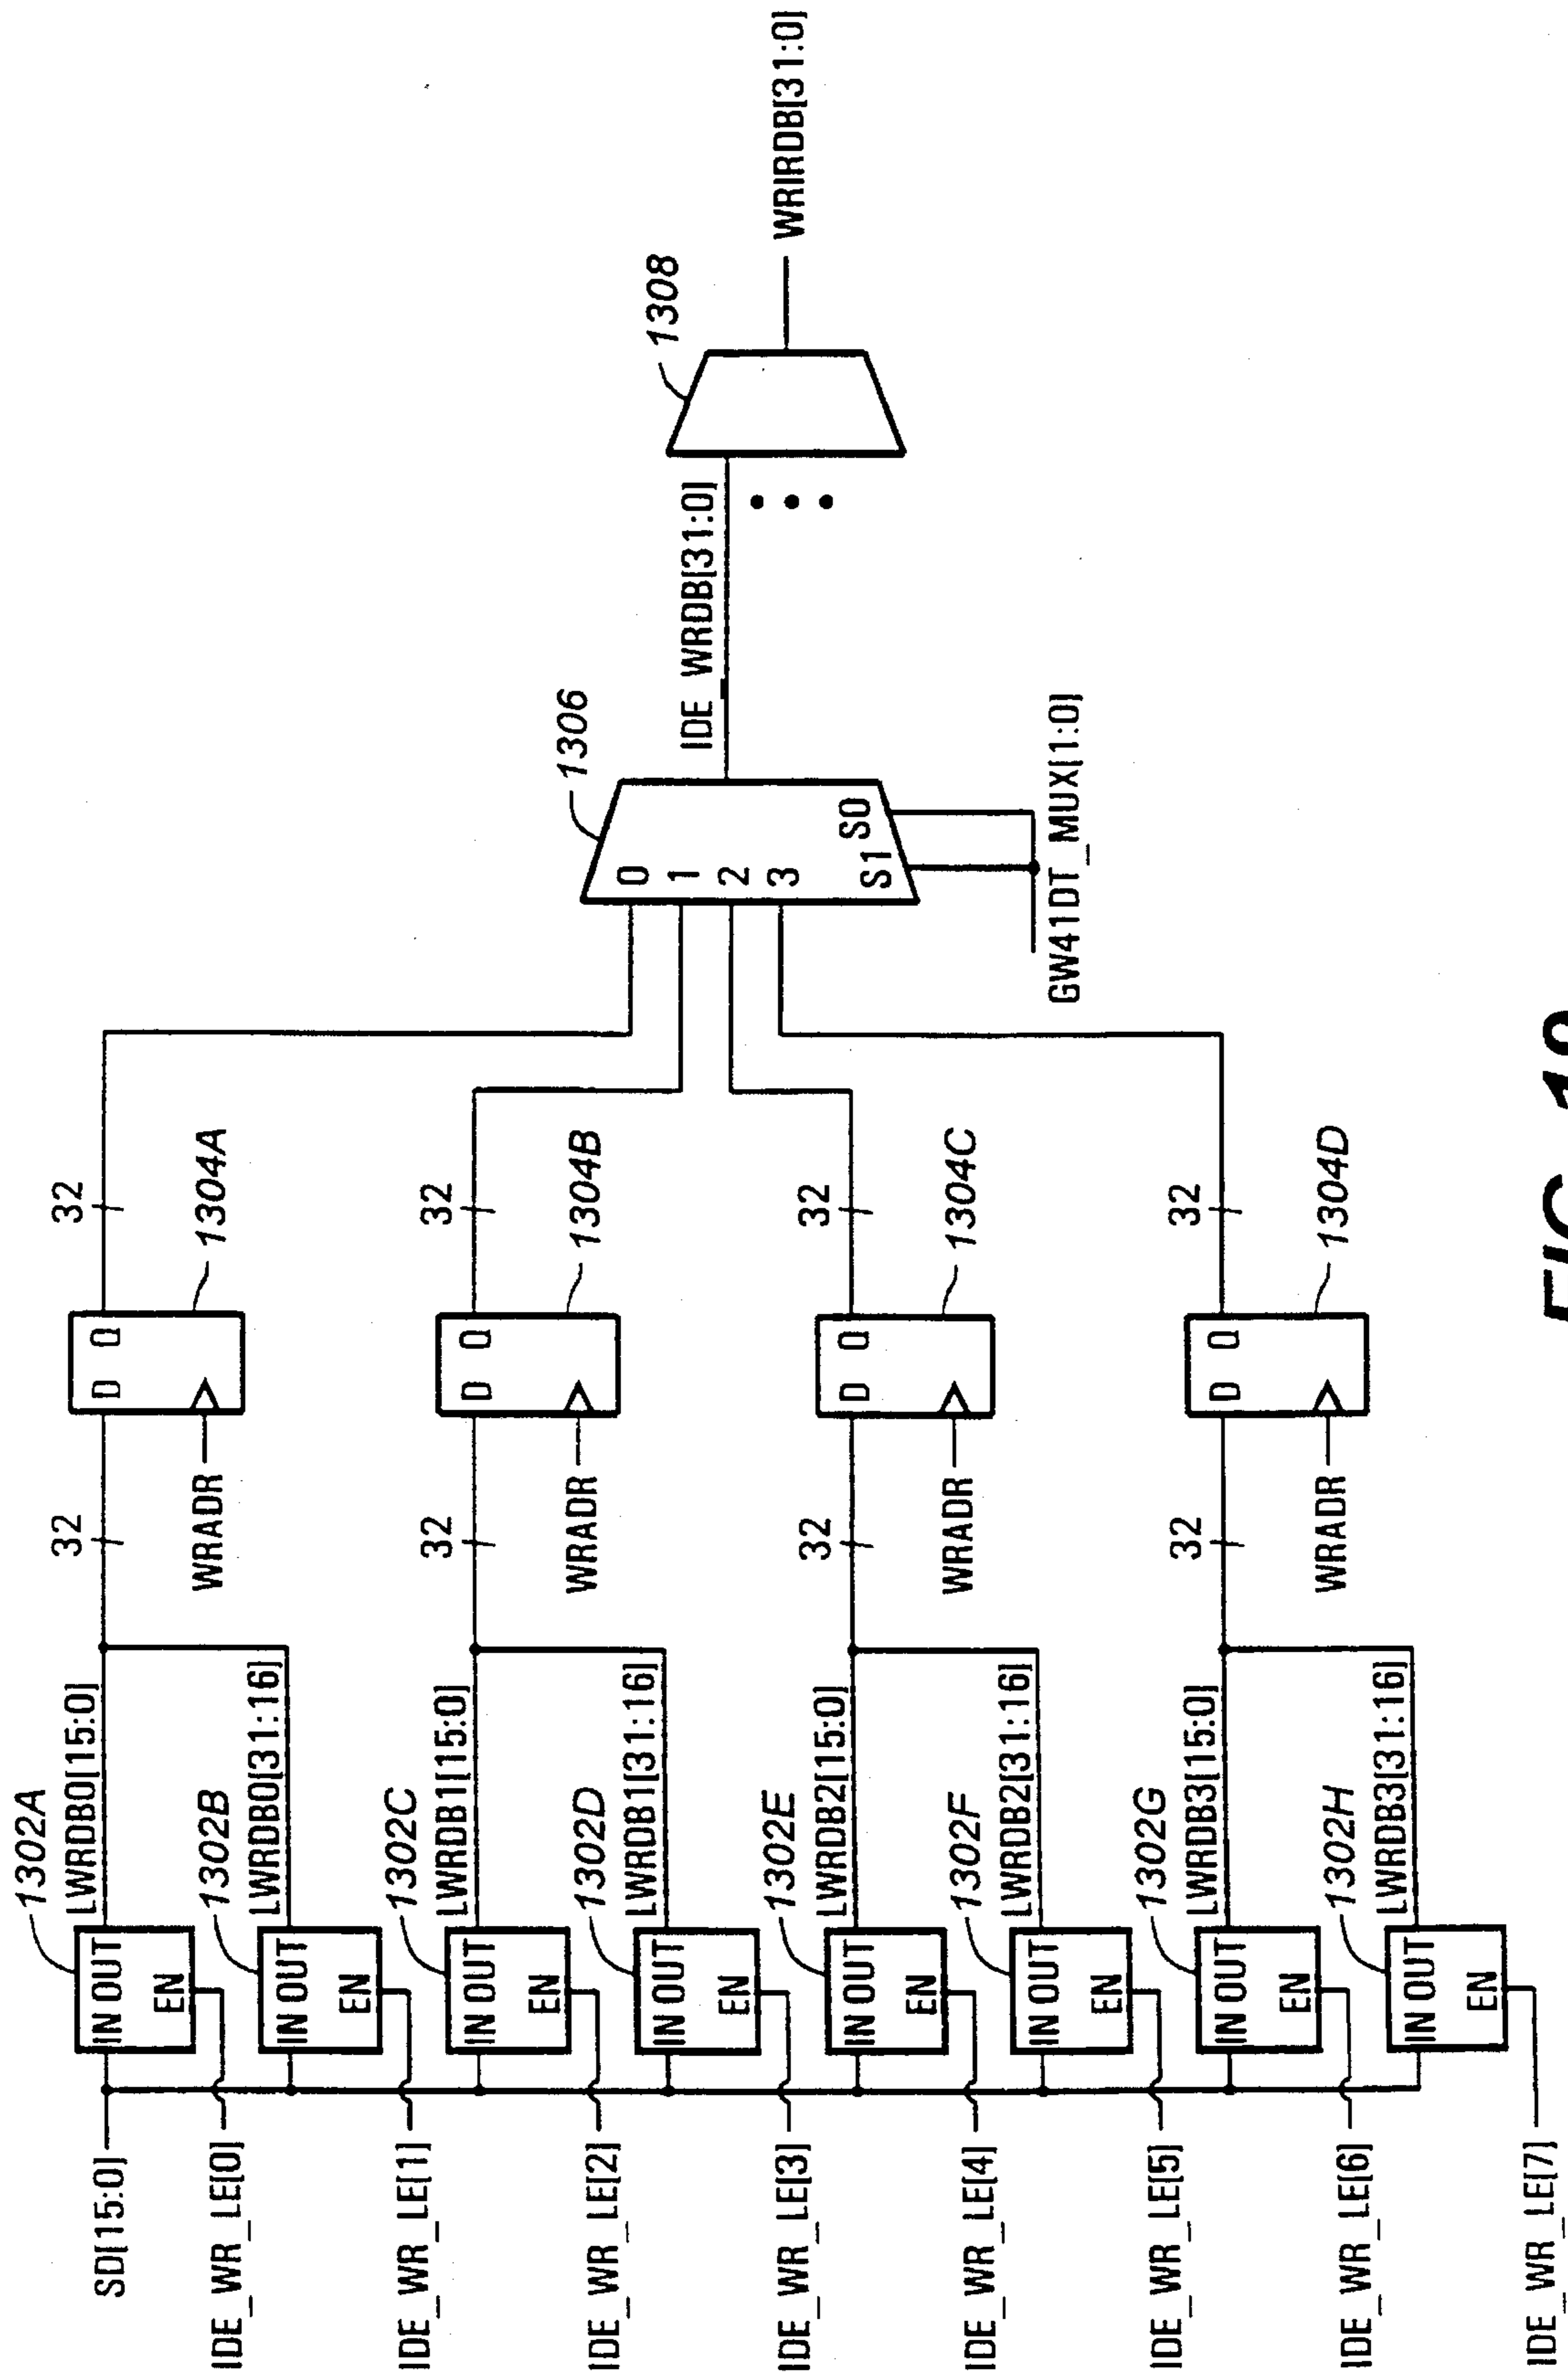 SD[15:0]
IDE_WR_LE[0]
IDE_WR_LE[1]
IDE_WR_LE[2]
IDE_WR_LE[3]
IDE_WR_LE[4]
IDE_WR_LE[5]
IDE_WR_LE[6]
IDE_WR_LE[7]
1302A
IN OUT
EN
LWRDB0[15:0]
1302B
IN OUT
EN
LWRDB0[31:16]
1302C
IN OUT
EN
LWRDB1[15:0]
1302D
IN OUT
EN
LWRDB1[31:16]
1302E
IN OUT
EN
LWRDB2[15:0]
1302F
IN OUT
EN
LWRDB2[31:16]
1302G
IN OUT
EN
LWRDB3[15:0]
1302H
IN OUT
EN
LWRDB3[31:16]
32
WRADR
D Q
1304A
32
32
WRADR
D Q
1304B
32
32
WRADR
D Q
1304C
32
32
WRADR
D Q
1304D
32
1306
0
1
2
3
S1 S0
GW41DT_MUX[1:0]
IDE_WRDB[31:0]
1308
WRIRDB[31:0]